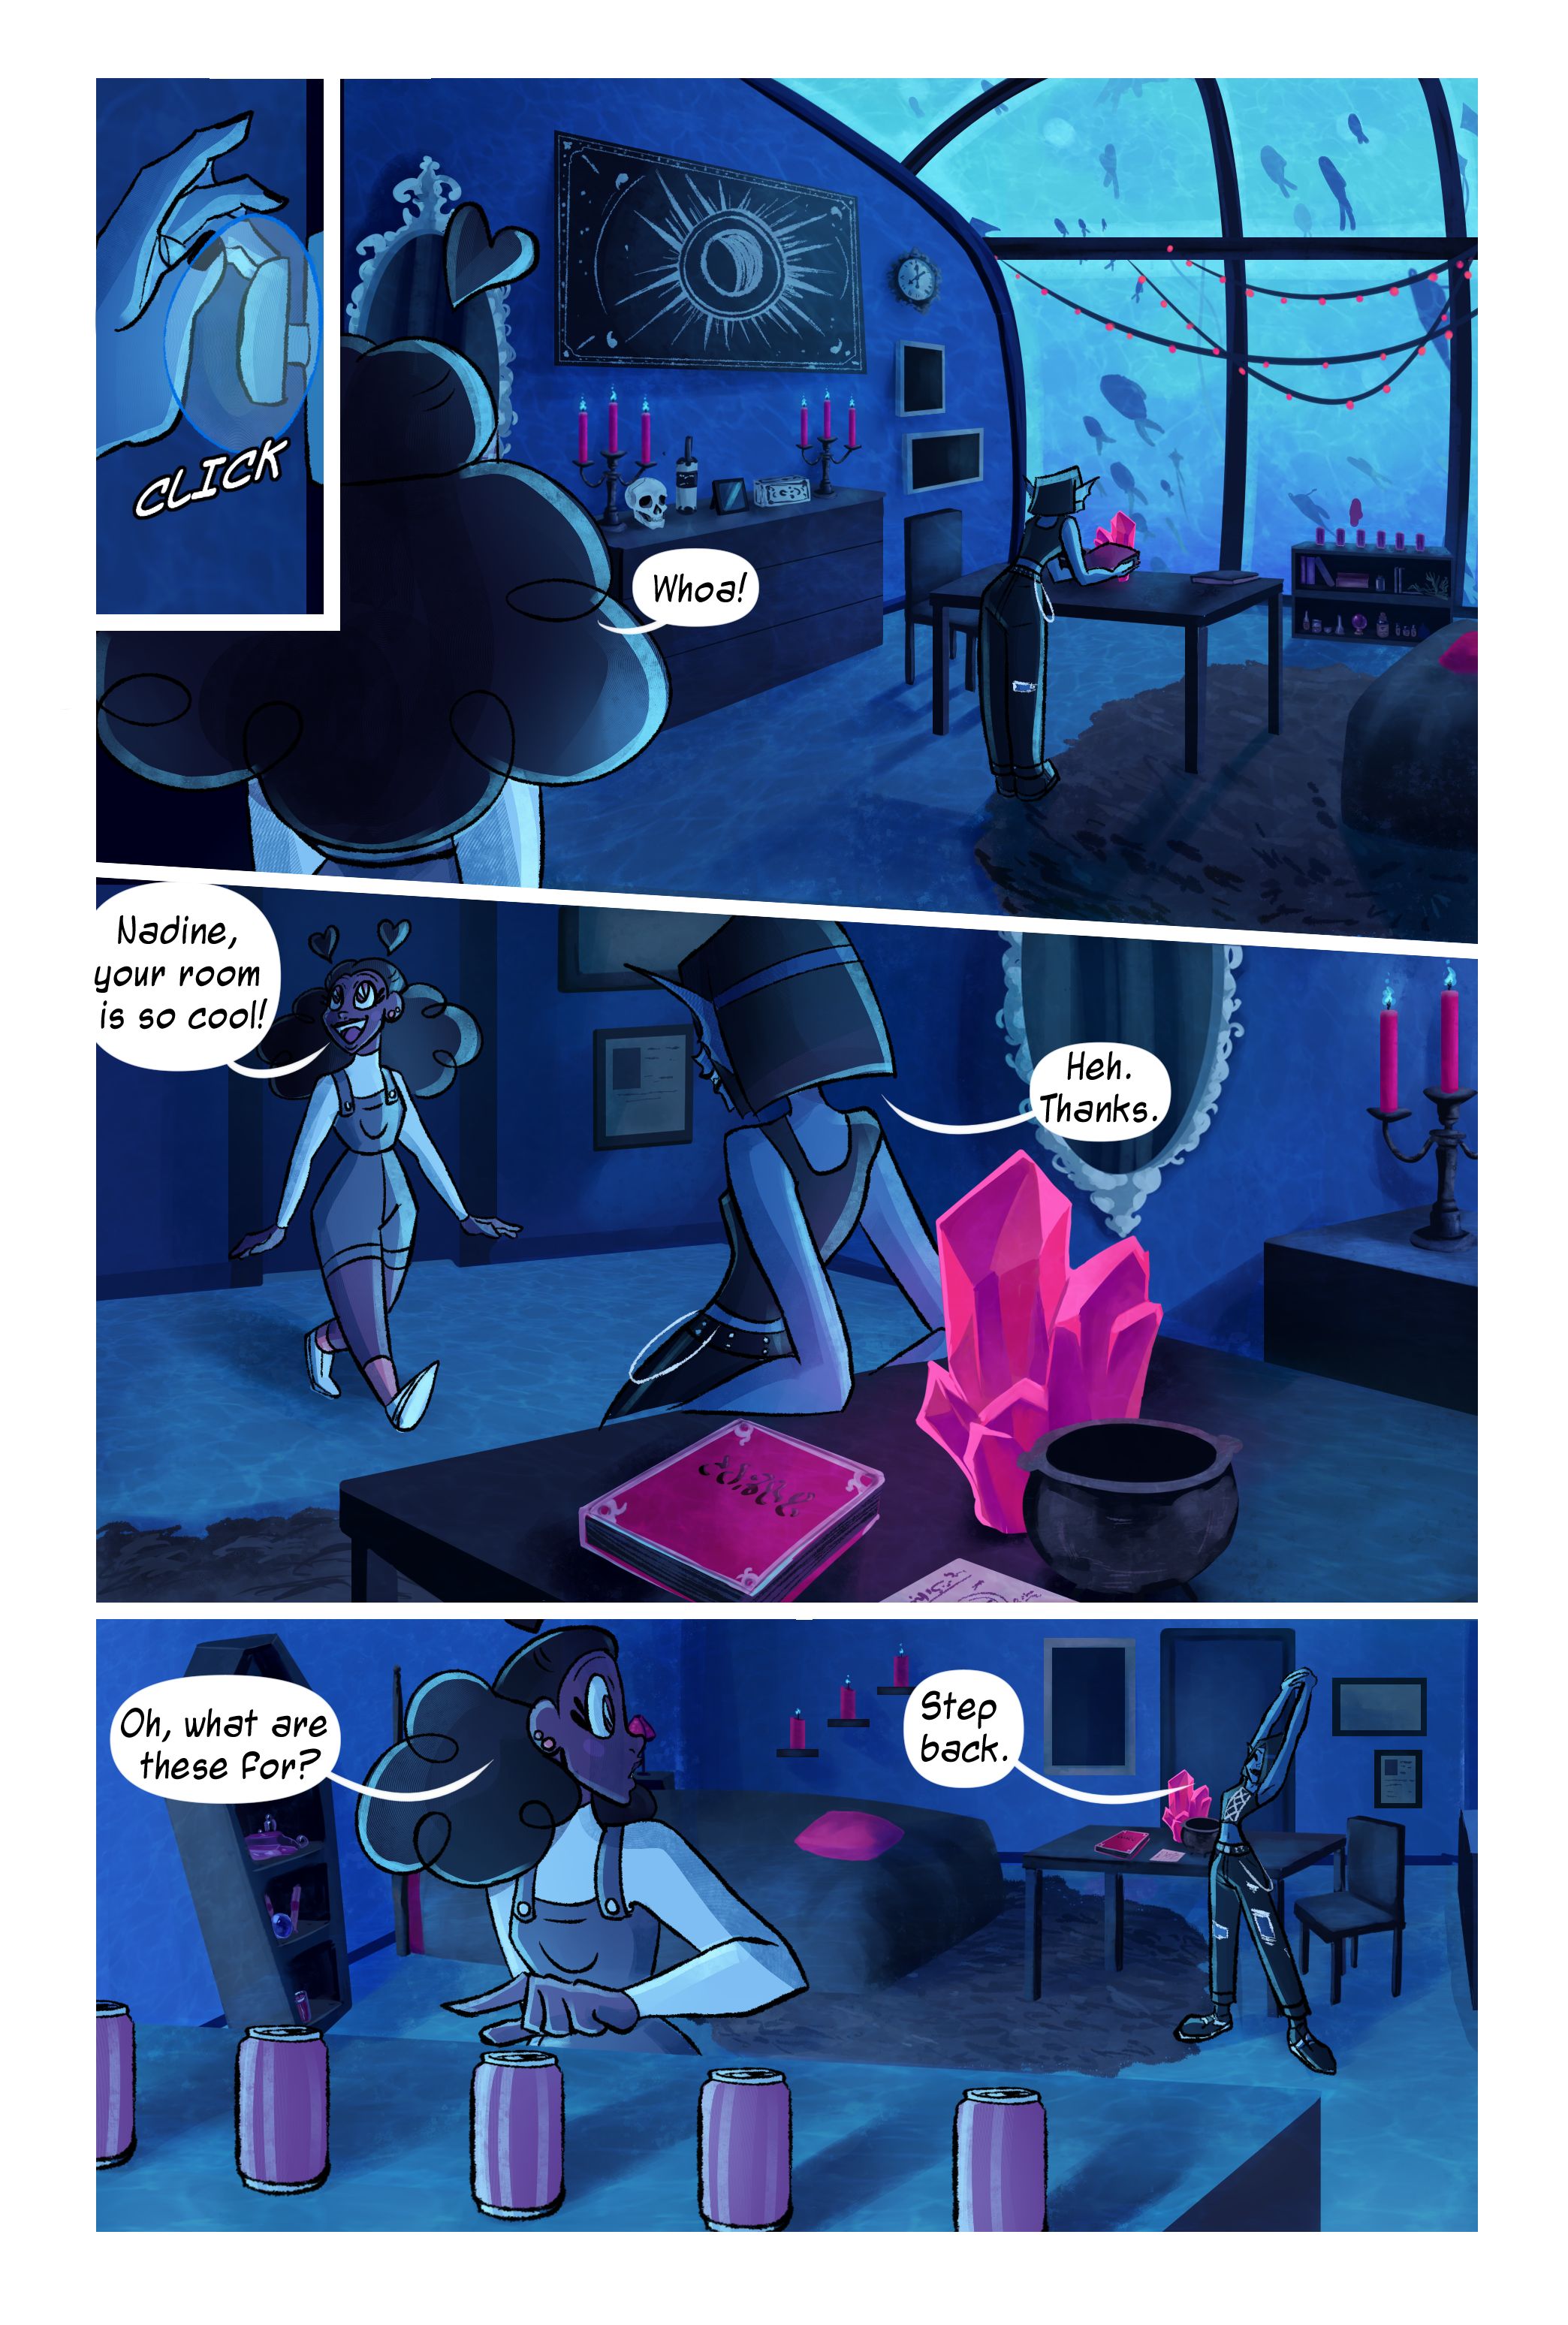 CLICK
Whoa!
Nadine,
your room
is so cool!
Heh.
Thanks.
Oh, what are
these for?
Step
back.